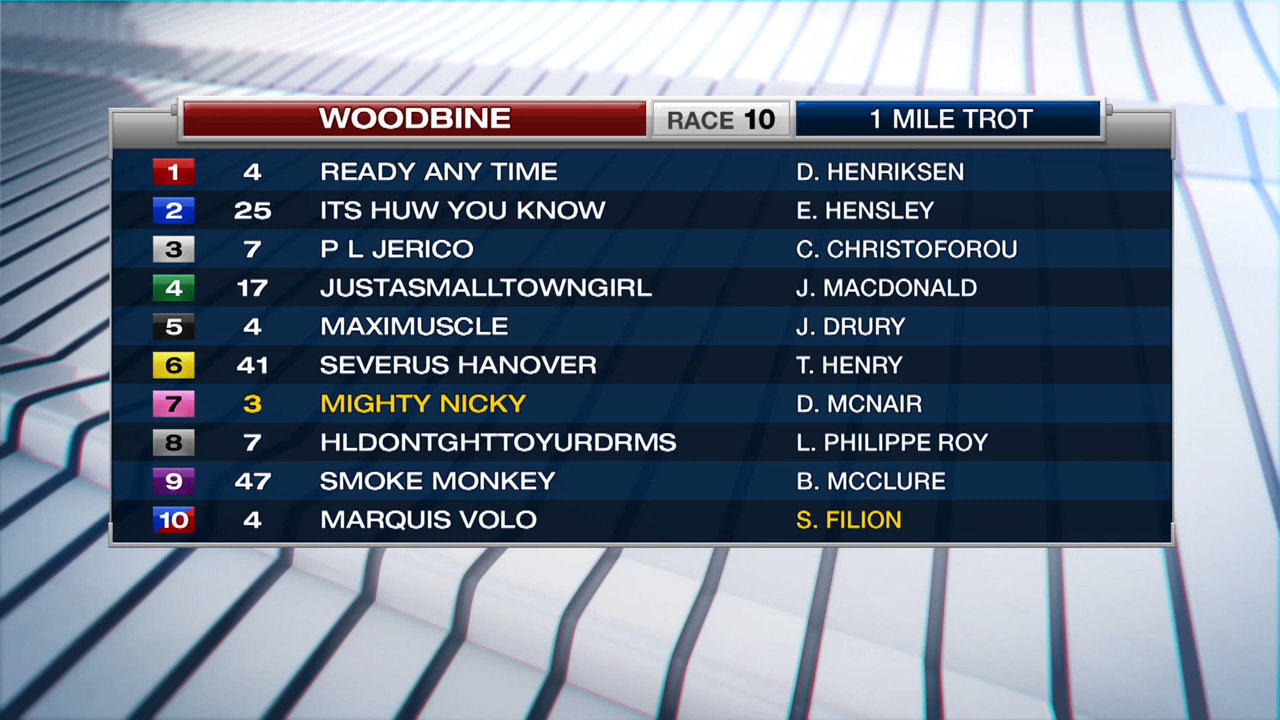 WOODBINE RACE 10 1 MILE TROT
1 4 READY ANY TIME D. HENRIKSEN
2 25 ITS HUW YOU KNOW E. HENSLEY
3 7 P L JERICO C. CHRISTOFOROU
4 17 JUSTASMALLTOWNGIRL J. MACDONALD
5 4 MAXIMUSCLE J. DRURY
6 41 SEVERUS HANOVER T. HENRY
7 3 MIGHTY NICKY D. MCNAIR
8 7 HLDONTGHTTOYURDRMS L. PHILIPPE ROY
9 47 SMOKE MONKEY B. MCCLURE
10 4 MARQUIS VOLO S. FILION